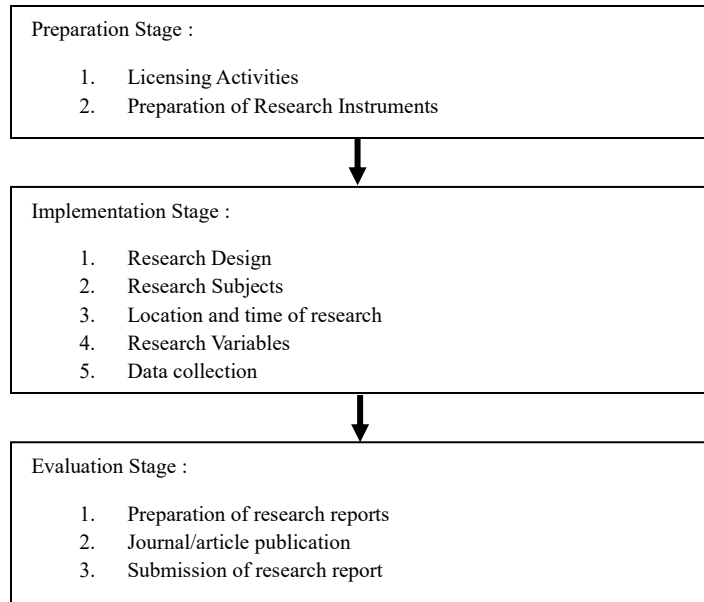 Preparation Stage :
1. Licensing Activities
2. Preparation of Research Instruments
Implementation Stage :
1. Research Design
2. Research Subjects
3. Location and time of research
4. Research Variables
5. Data collection
Evaluation Stage :
1. Preparation of research reports
2. Journal/article publication
3. Submission of research report